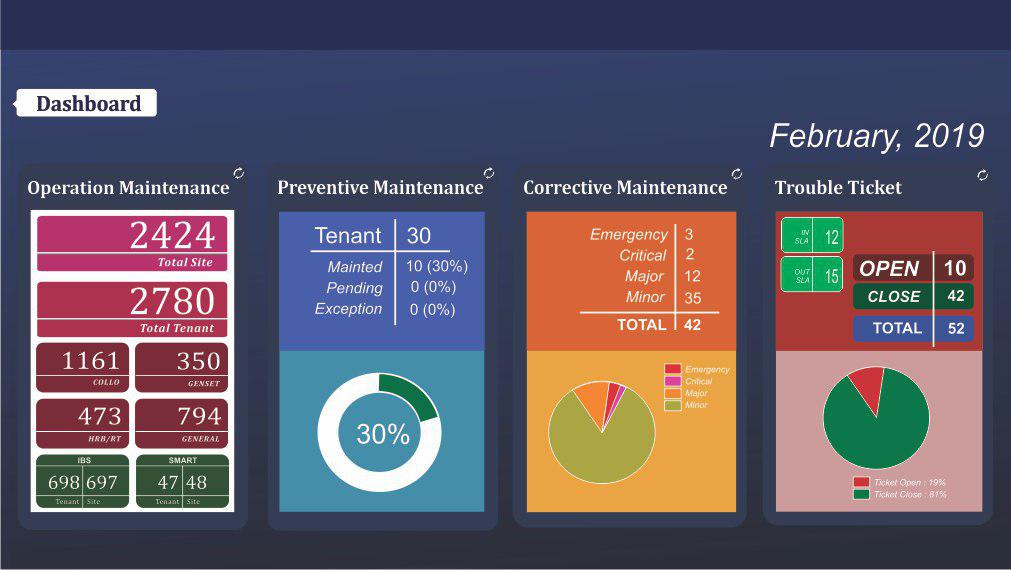 Dashboard
February, 2019
Operation Maintenance
2424
Total Site
2780
Total Tenant
1161
COLLO
350
GENSET
473
HRB/RT
794
GENERAL
IBS
698 697
Tenant Site
SMART
47 48
Tenant Site
Preventive Maintenance
Tenant 30
Mainted 10 (30%)
Pending 0 (0%)
Exception 0 (0%)
30%
Corrective Maintenance
Emergency 3
Critical 2
Major 12
Minor 35
TOTAL 42
Emergency
Critical
Major
Minor
Trouble Ticket
IN SLA 12
OUT SLA 15
OPEN 10
CLOSE 42
TOTAL 52
Ticket Open : 19%
Ticket Close : 81%